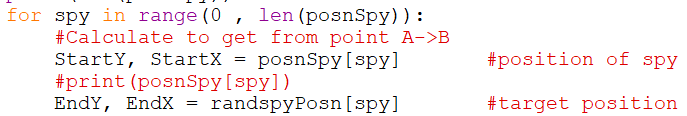 for spy in range(0 , len(posnSpy)):
#Calculate to get from point A->B
StartY, StartX = posnSpy[spy] #position of spy
#print(posnSpy[spy])
EndY, EndX = randspyPosn[spy] #target position